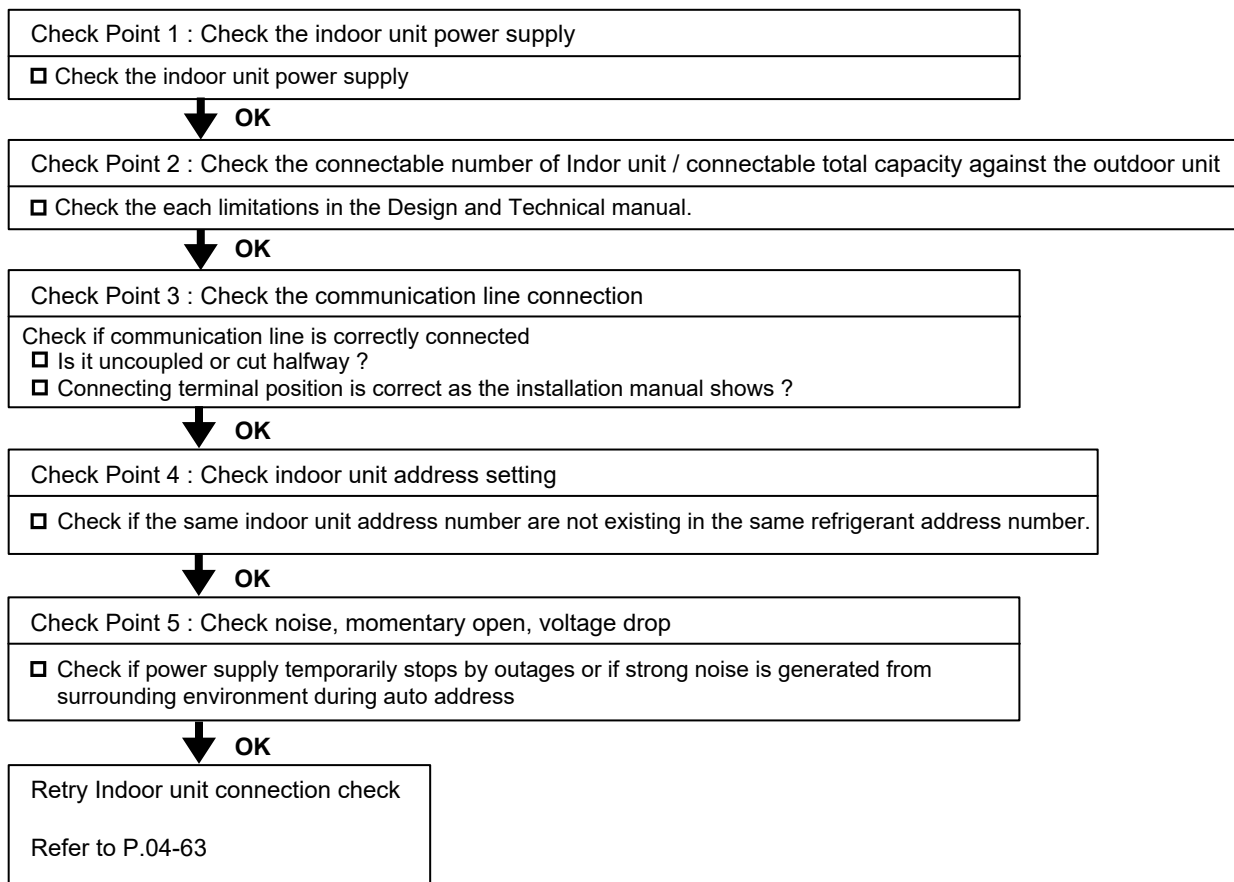 Check Point 1 : Check the indoor unit power supply
Check the indoor unit power supply
OK
Check Point 2 : Check the connectable number of Indor unit / connectable total capacity against the outdoor unit
Check the each limitations in the Design and Technical manual.
OK
Check Point 3 : Check the communication line connection
Check if communication line is correctly connected
Is it uncoupled or cut halfway ?
Connecting terminal position is correct as the installation manual shows ?
OK
Check Point 4 : Check indoor unit address setting
Check if the same indoor unit address number are not existing in the same refrigerant address number.
OK
Check Point 5 : Check noise, momentary open, voltage drop
Check if power supply temporarily stops by outages or if strong noise is generated from
surrounding environment during auto address
OK
Retry Indoor unit connection check
Refer to P.04-63